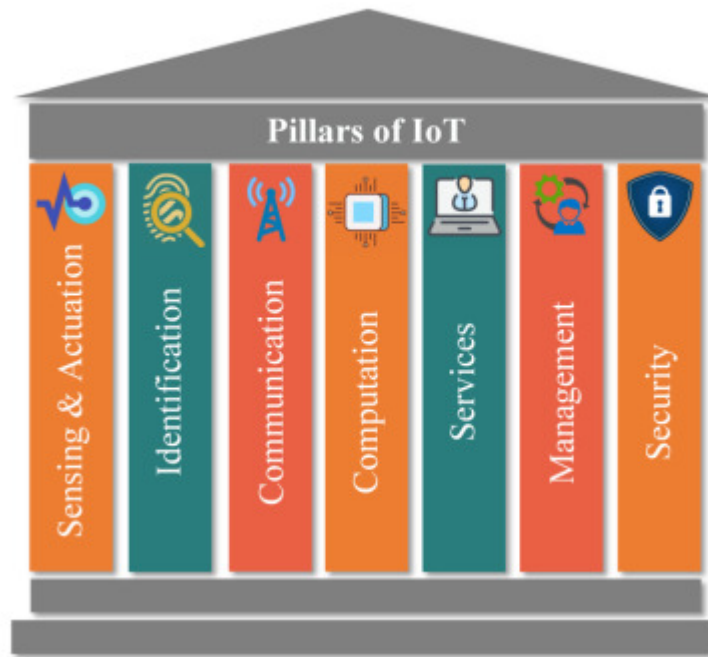 Pillars of IoT
Sensing & Actuation
Identification
Communication
Computation
Services
Management
Security